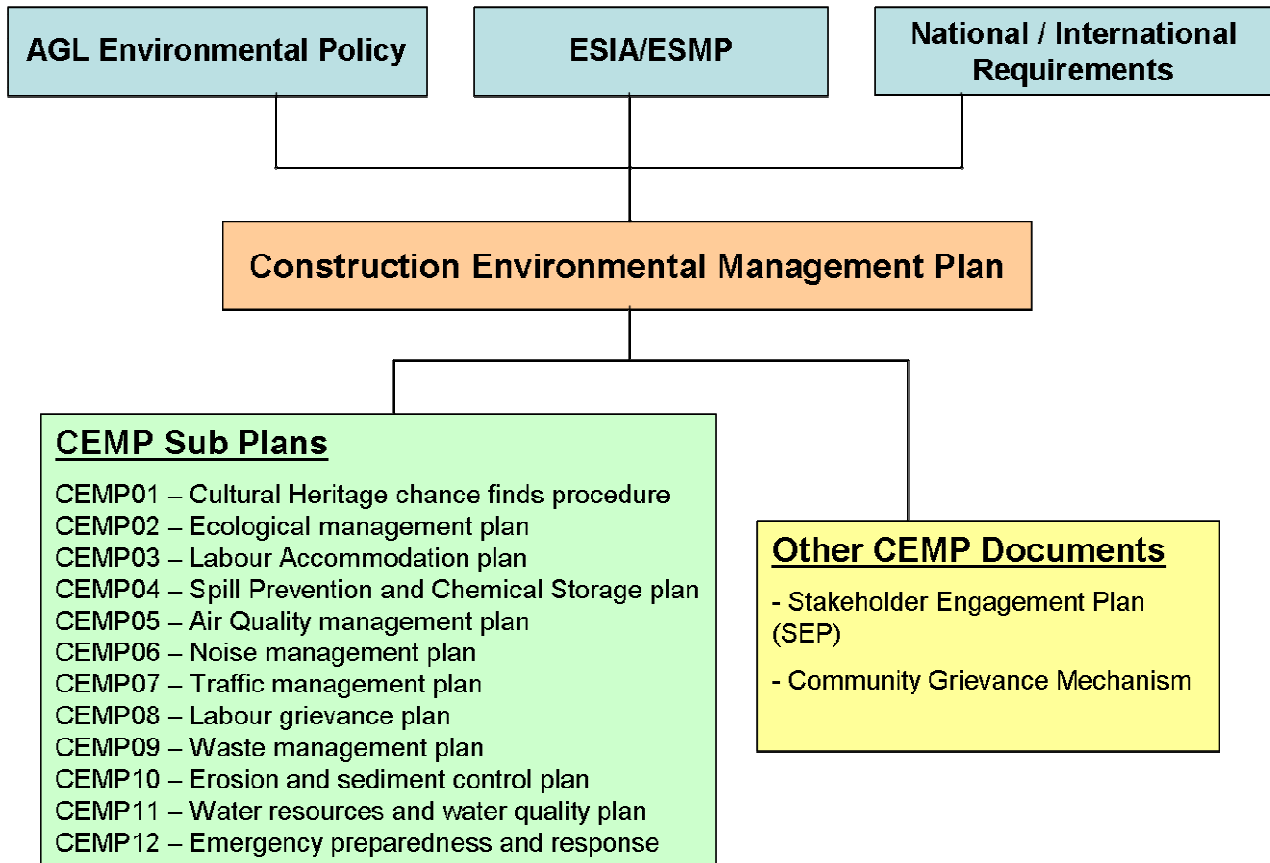 AGL Environmental Policy
ESIA/ESMP
National / International
Requirements
Construction Environmental Management Plan
CEMP Sub Plans
CEMP01 – Cultural Heritage chance finds procedure
CEMP02 – Ecological management plan
CEMP03 – Labour Accommodation plan
CEMP04 – Spill Prevention and Chemical Storage plan
CEMP05 – Air Quality management plan
CEMP06 – Noise management plan
CEMP07 – Traffic management plan
CEMP08 – Labour grievance plan
CEMP09 – Waste management plan
CEMP10 – Erosion and sediment control plan
CEMP11 – Water resources and water quality plan
CEMP12 – Emergency preparedness and response
Other CEMP Documents
- Stakeholder Engagement Plan
(SEP)
- Community Grievance Mechanism